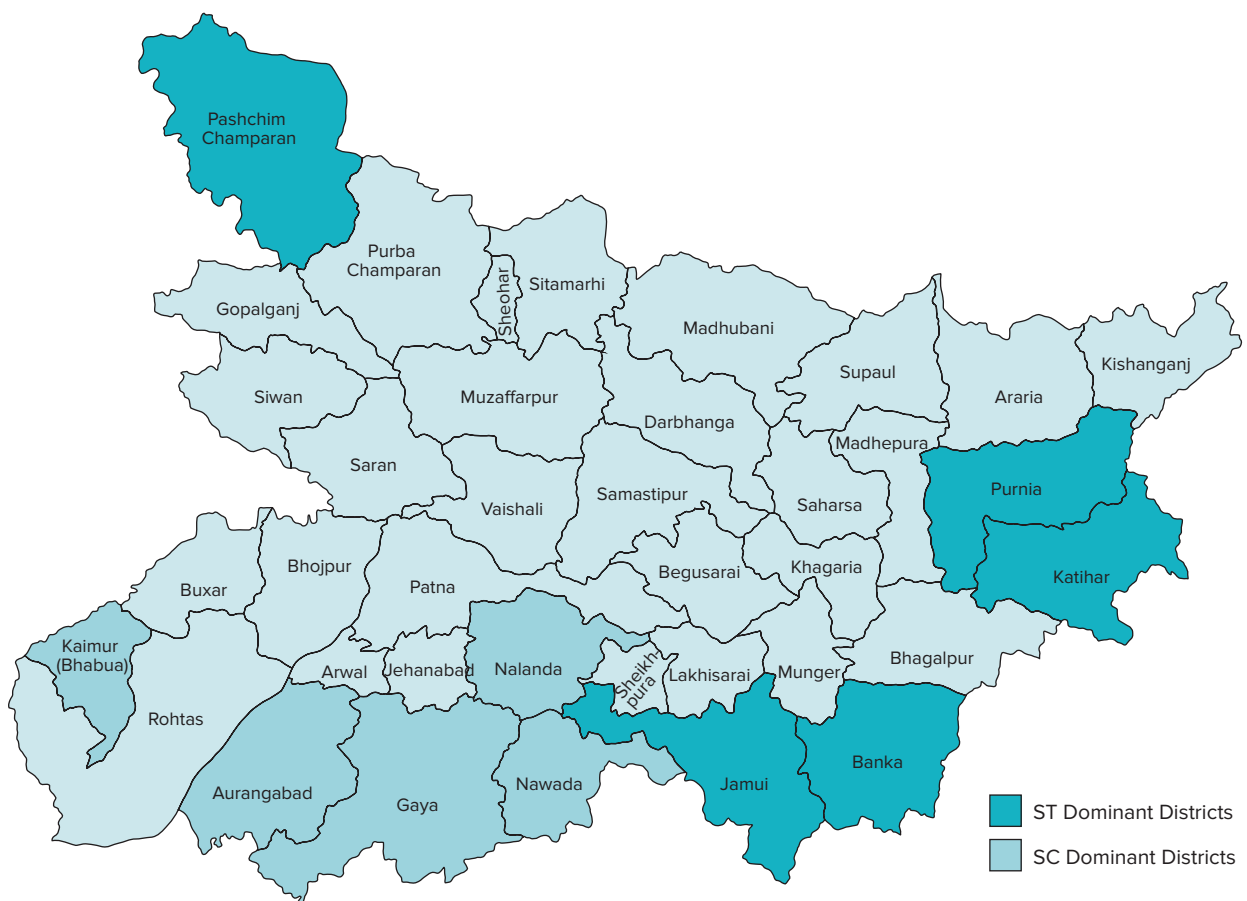 Pashchim
Champaran
Purba
Champaran
Sheohar
Sitamarhi
Gopalganj
Madhubani
Kishanganj
Supaul
Araria
Siwan
Muzaffarpur
Darbhanga
Madhepura
Saran
Purnia
Vaishali
Samastipur
Saharsa
Bhojpur
Khagaria
Begusarai
Katihar
Buxar
Patna
Kaimur
(Bhabua)
Arwal
Jehanabad
Nalanda
Sheikh-
pura
Lakhisarai
Munger
Bhagalpur
Rohtas
Banka
Aurangabad
Gaya
Nawada
Jamui
ST Dominant Districts
SC Dominant Districts